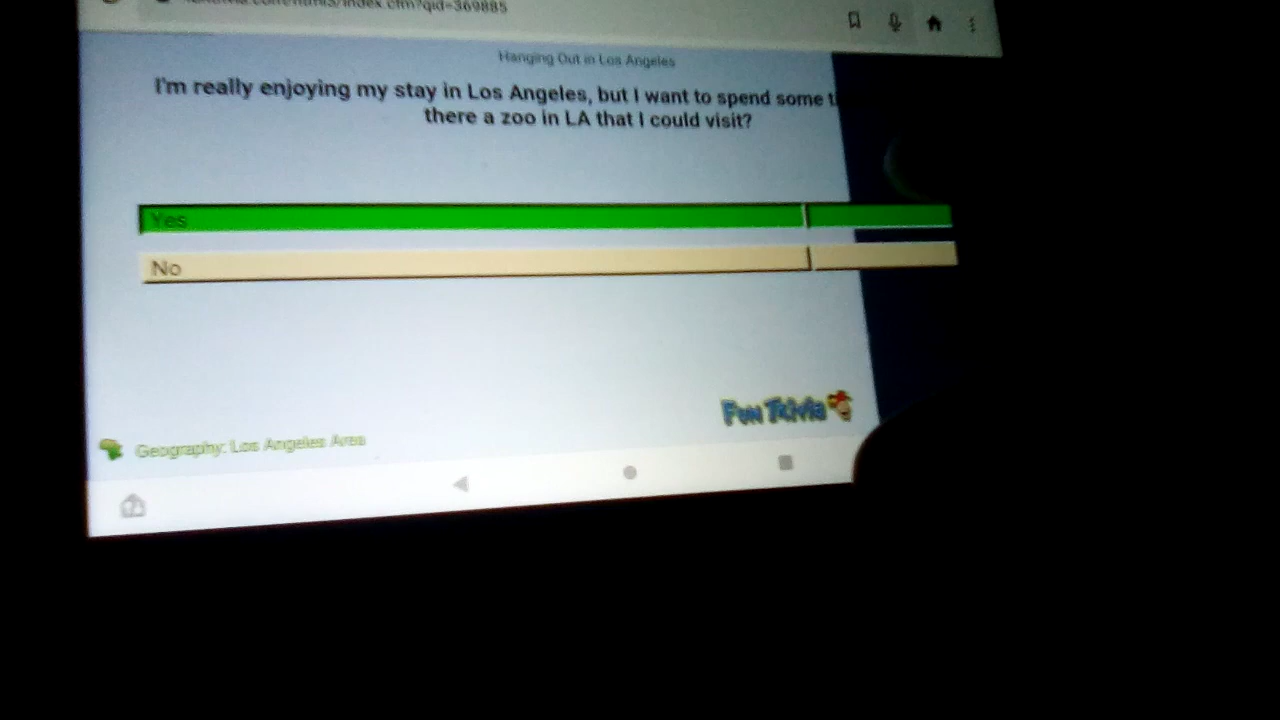 Hanging Out in Los Angeles
I'm really enjoying my stay in Los Angeles, but I want to spend some
there a zoo in LA that I could visit?
Yes
No
Fun Trivia
Geography: Los Angeles Area